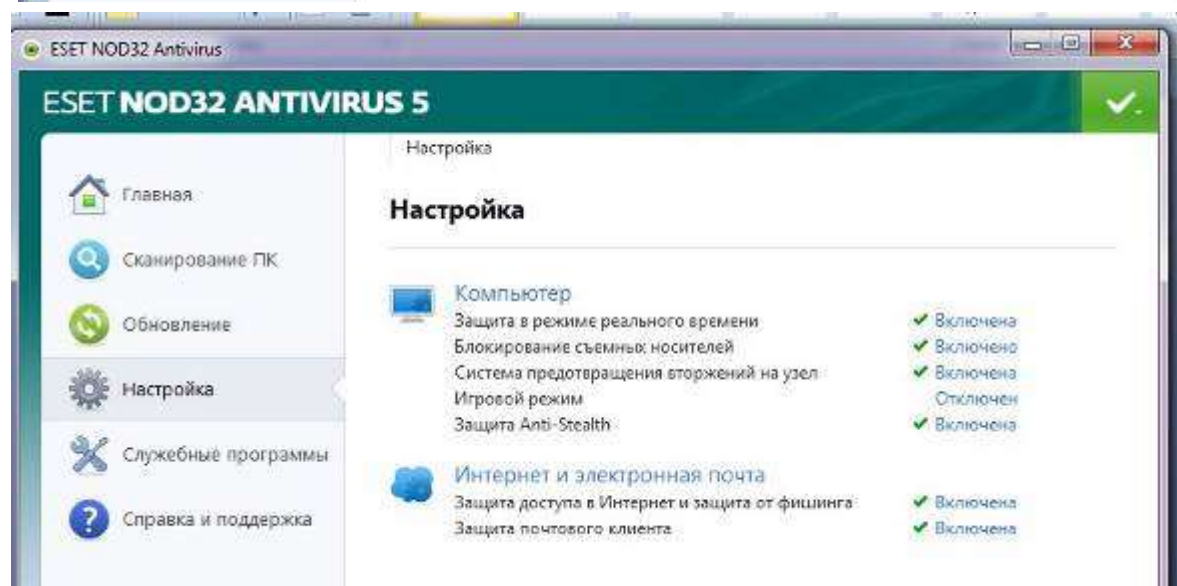 ESET NOD32 Antivirus
ESET NOD32 ANTIVIRUS 5
Главная
Сканирование ПК
Обновление
Настройка
Служебные программы
Справка и поддержка
Настройка
Настройка
Компьютер
Защита в режиме реального времени Включена
Блокирование съемных носителей Включено
Система предотвращения вторжений на узел Включена
Игровой режим Отключен
Защита Anti-Stealth Включена
Интернет и электронная почта
Защита доступа в Интернет и защита от фишинга Включена
Защита почтового клиента Включена